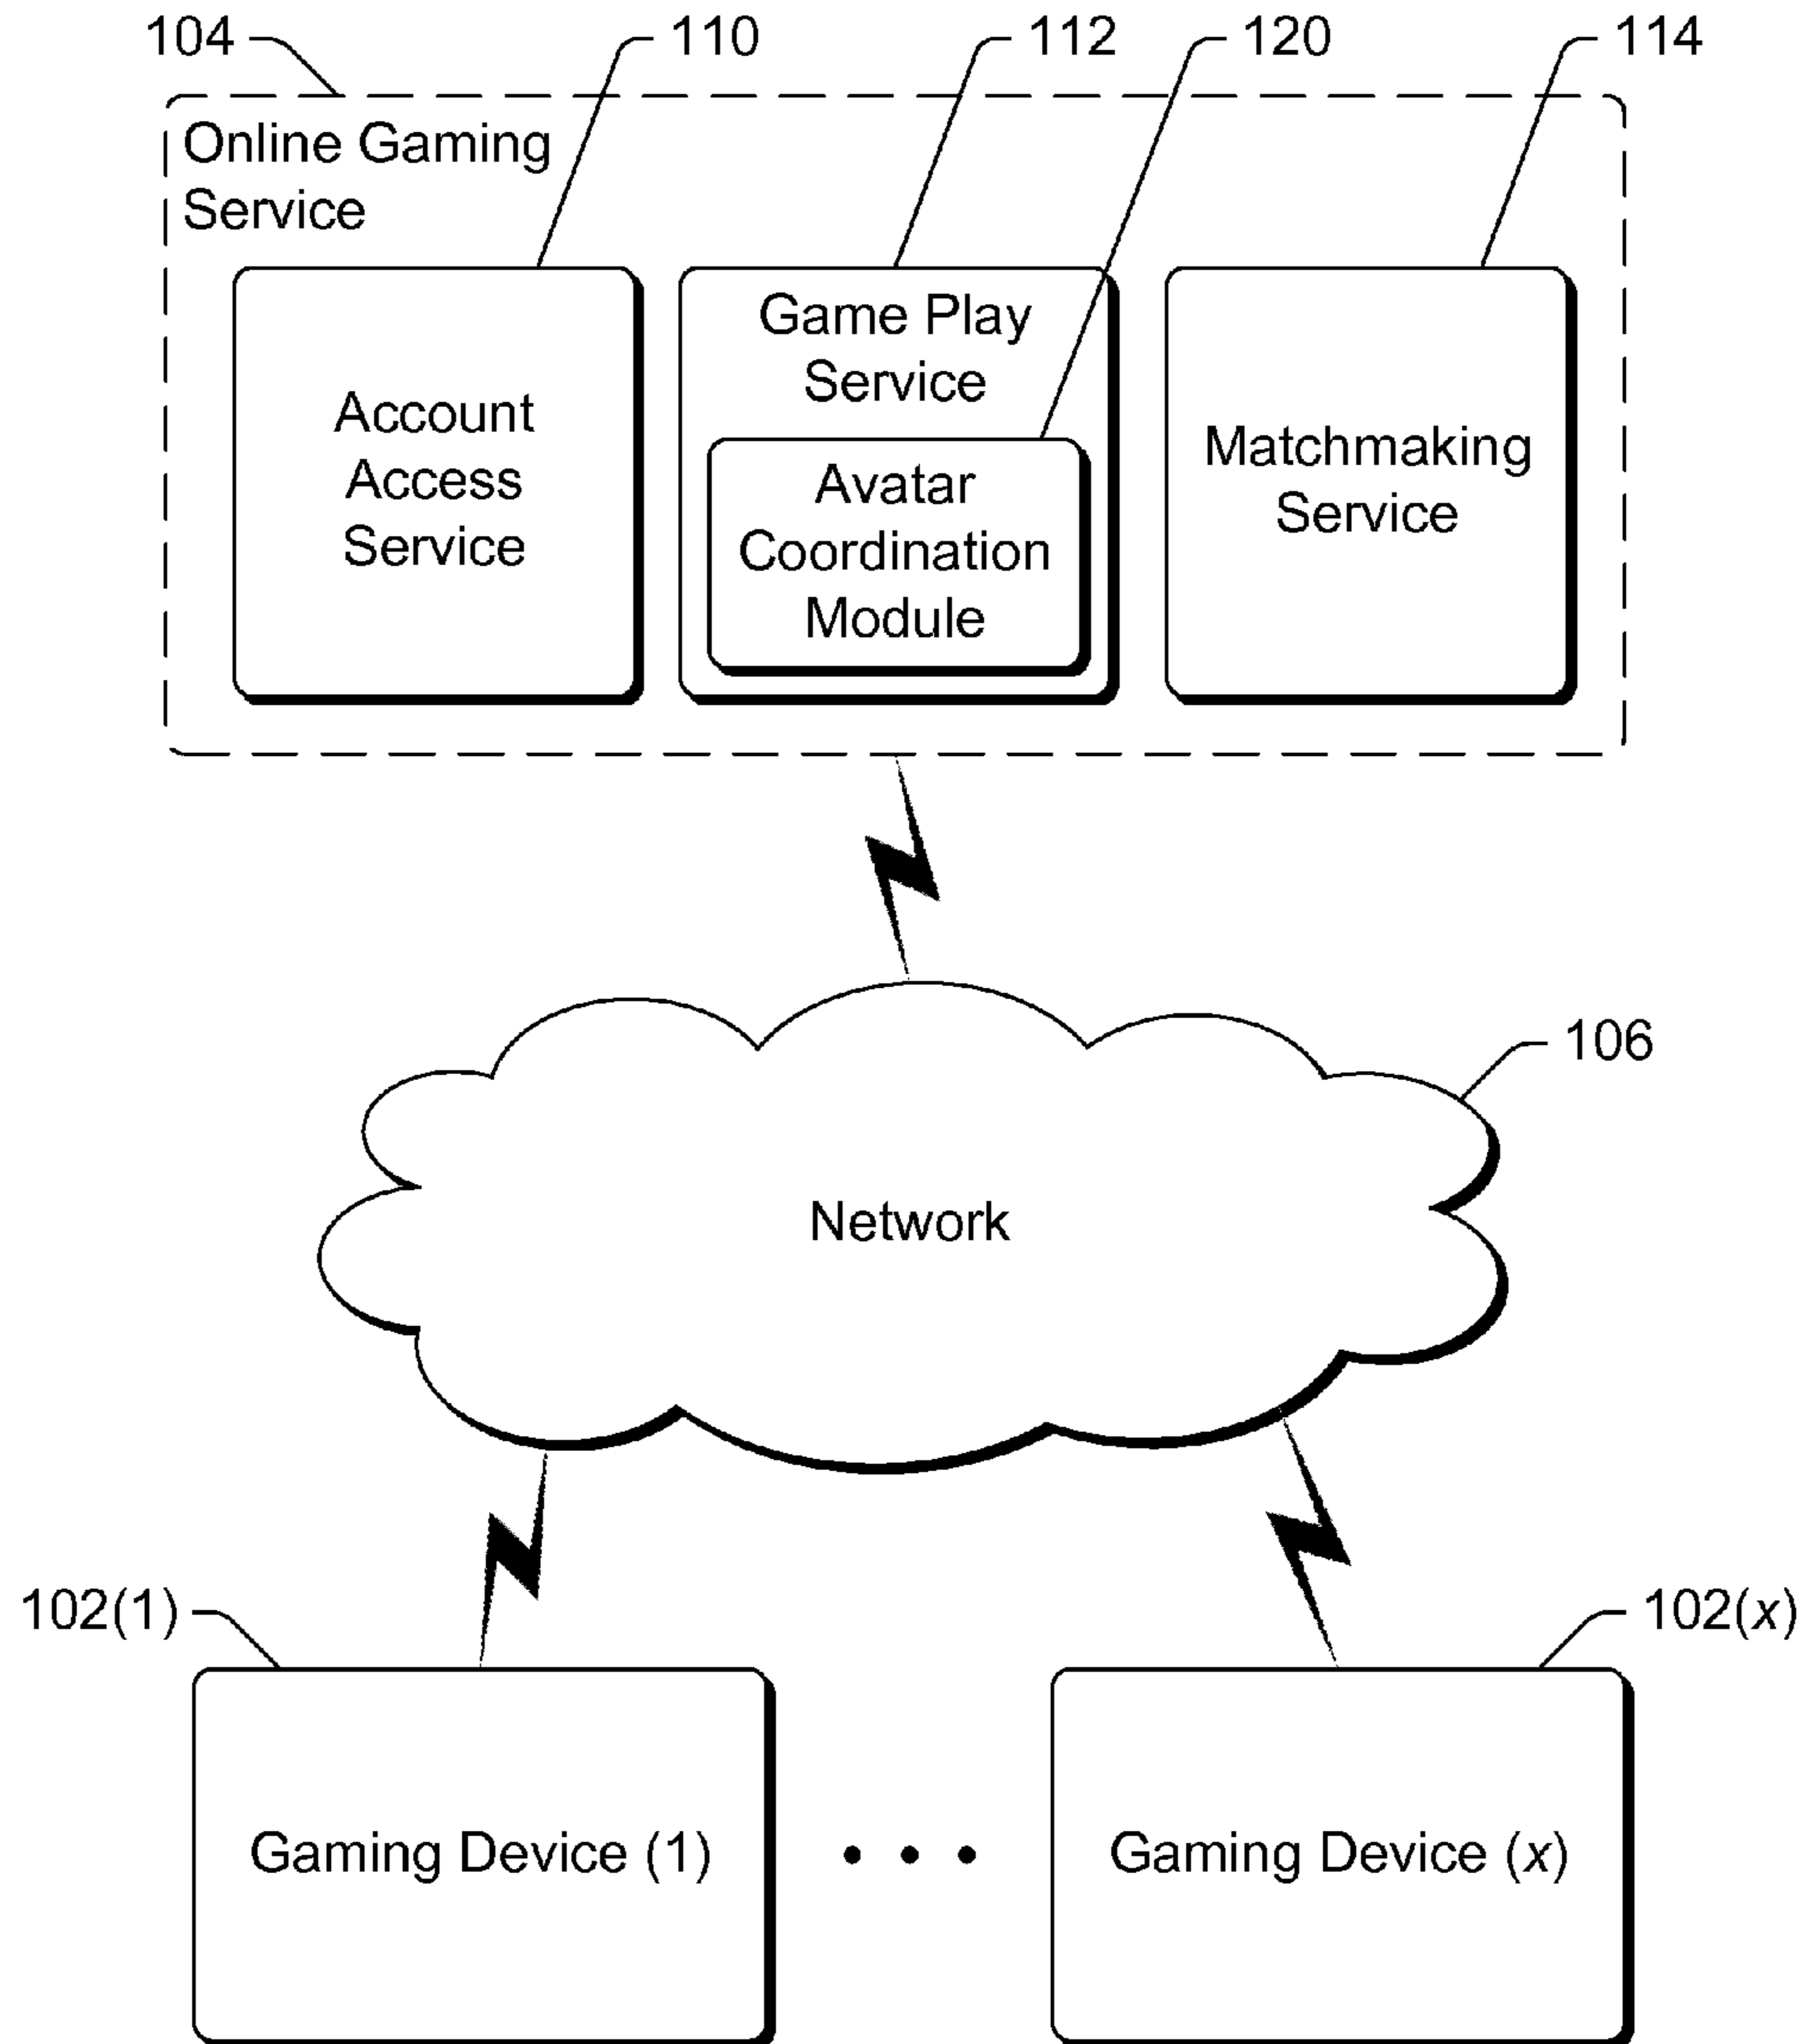 104
110
112
120
114
Online Gaming
Service
Account
Access
Service
Game Play
Service
Avatar
Coordination
Module
Matchmaking
Service
106
Network
102(1)
102(x)
Gaming Device (1)
Gaming Device (x)